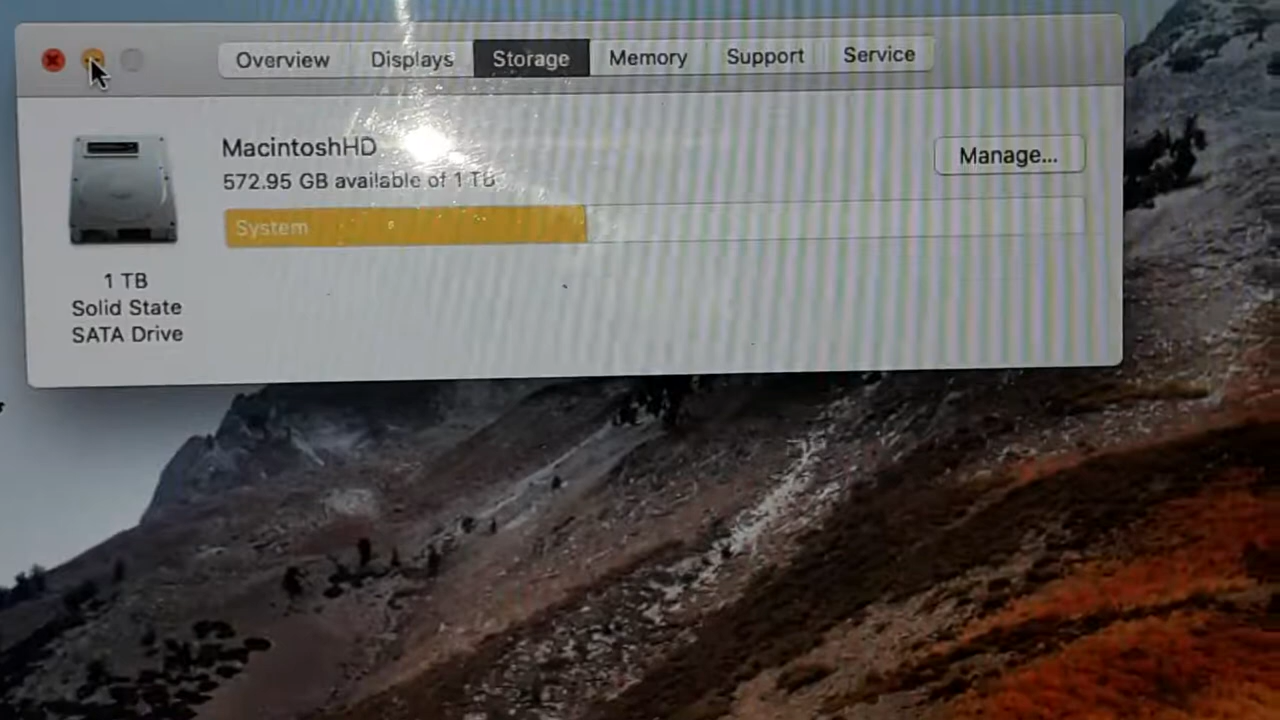 Overview Displays Storage Memory Support Service
MacintoshHD
Manage...
572.95 GB available of 1 TB
System
1 TB
Solid State
SATA Drive